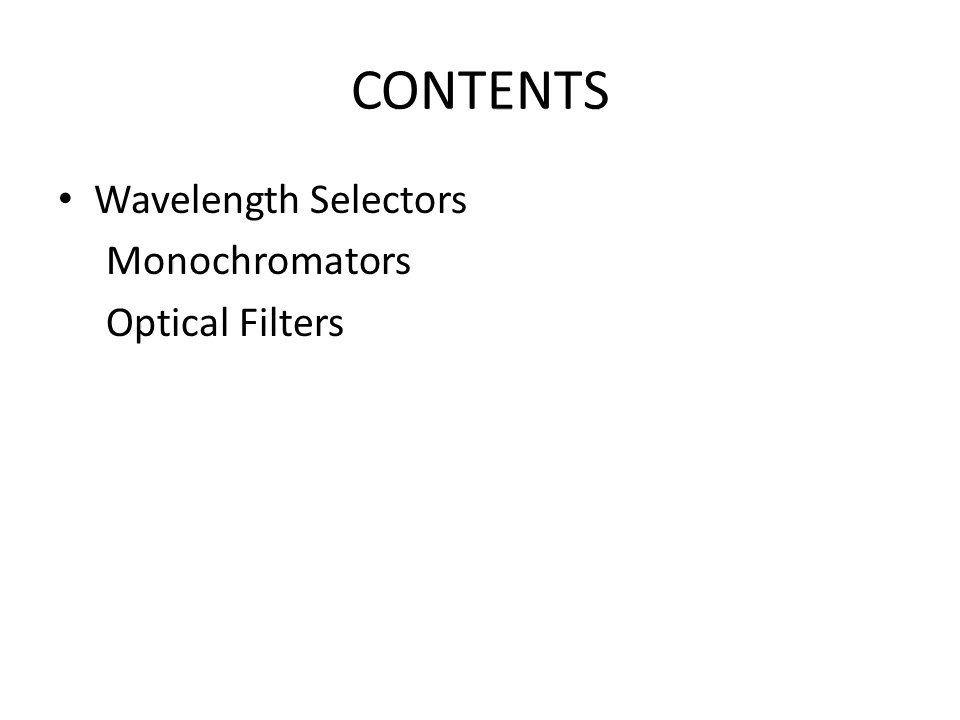 CONTENTS
• Wavelength Selectors
Monochromators
Optical Filters